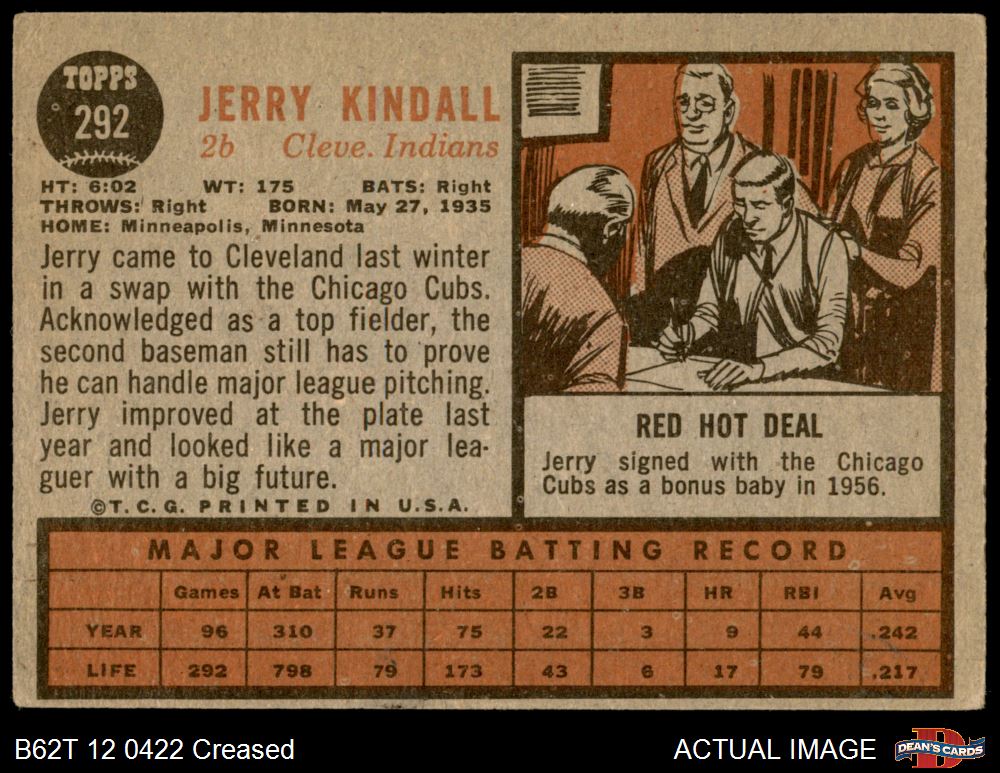 TOPPS
292
JERRY KINDALL
2b Cleve. Indians
HT: 6:02 WT: 175 BATS: Right
THROWS: Right BORN: May 27, 1935
HOME: Minneapolis, Minnesota
Jerry came to Cleveland last winter
in a swap with the Chicago Cubs.
Acknowledged as a top fielder, the
second baseman still has to prove
he can handle major league pitching.
Jerry improved at the plate last
year and looked like a major lea-
guer with a big future.
©T.C.G. PRINTED IN U.S.A.
RED HOT DEAL
Jerry signed with the Chicago
Cubs as a bonus baby in 1956.
MAJOR LEAGUE BATTING RECORD
Games At Bat Runs Hits 2B 3B HR RBI Avg
YEAR 96 310 37 75 22 3 9 44 .242
LIFE 292 798 79 173 43 6 17 79 .217
B62T 12 0422 Creased
ACTUAL IMAGE
DEAN'S CARDS